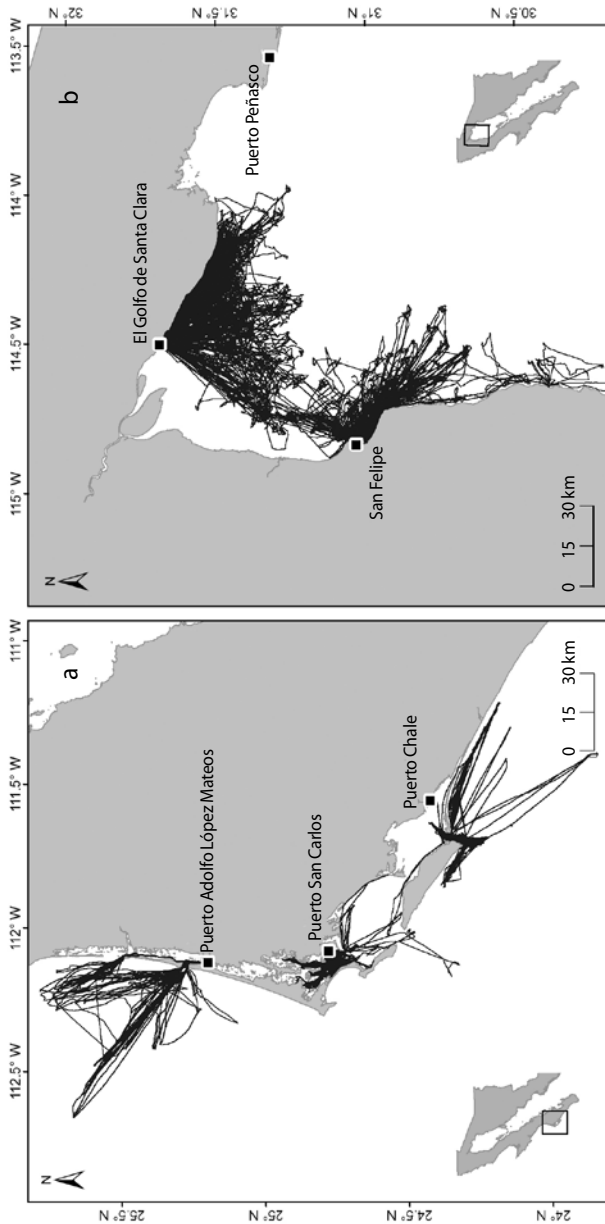 112.5° W
112° W
111.5° W
111° W
a
N
25.5° N
25° N
24.5° N
24° N
Puerto Adolfo Lopez Mateos
Puerto San Carlos
Puerto Chale
0 15 30 km
115° W
114.5° W
114° W
113.5° W
b
N
32° N
31.5° N
31° N
30.5° N
El Golfo de Santa Clara
Puerto Peñasco
San Felipe
0 15 30 km